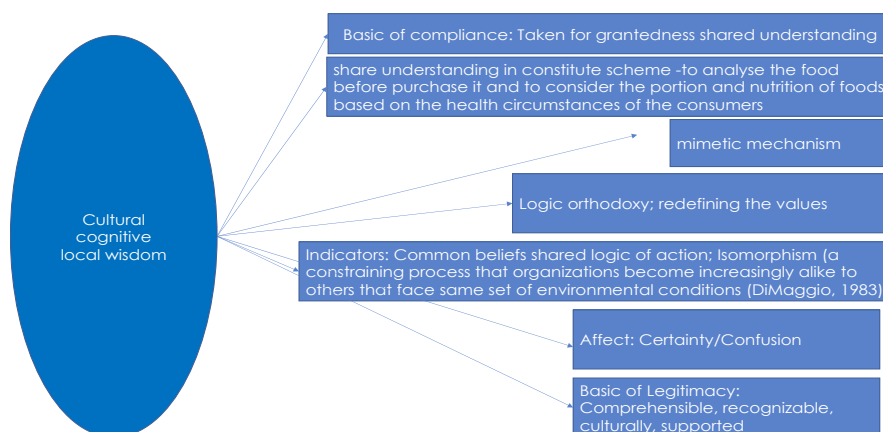 Cultural
cognitive
local wisdom
Basic of compliance: Taken for grantedness shared understanding
share understanding in constitute scheme -to analyse the food
before purchase it and to consider the portion and nutrition of foods
based on the health circumstances of the consumers
mimetic mechanism
Logic orthodoxy; redefining the values
Indicators: Common beliefs shared logic of action; Isomorphism (a
constraining process that organizations become increasingly alike to
others that face same set of environmental conditions (DiMaggio, 1983)
Affect: Certainty/Confusion
Basic of Legitimacy:
Comprehensible, recognizable,
culturally, supported